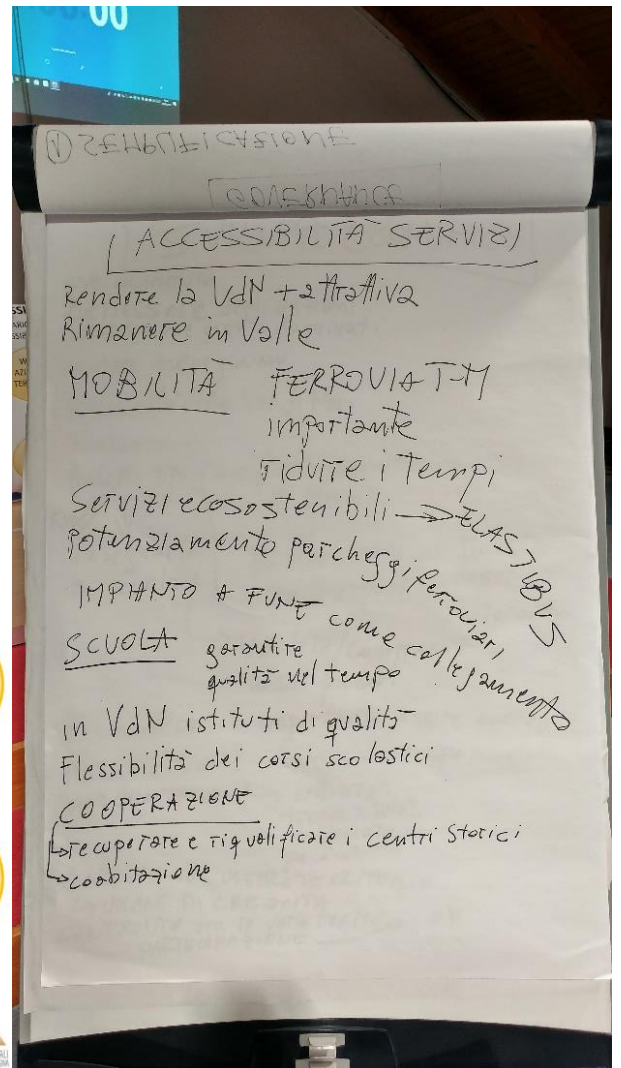 .00
① SEMPLIFICAZIONE
GOVERNANCE
ACCESSIBILITÀ SERVIZI
Rendere la VdN + attrattiva
Rimanere in Valle
MOBILITÀ FERROVIA T-M
importante
ridurre i tempi
Servizi ecosostenibili → ELASTIBUS
Potenziamento parcheggi ferroviari
IMPIANTO A FUNE come collegamento
SCUOLA garantire
qualità nel tempo
in VdN istituti di qualità
Flessibilità dei corsi scolastici
COOPERAZIONE
↳ recuperare e riqualificare i centri storici
↳ coabitazione